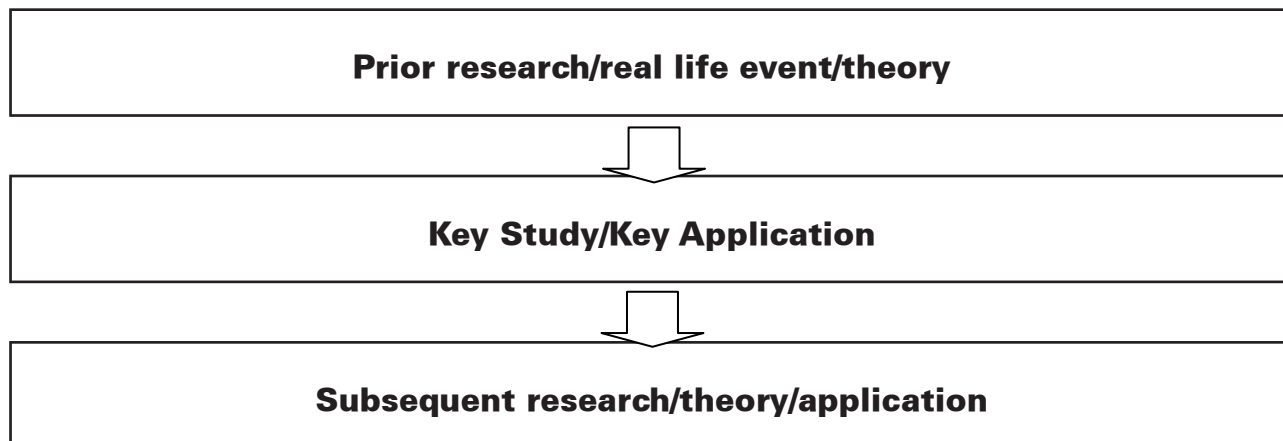 Prior research/real life event/theory
Key Study/Key Application
Subsequent research/theory/application